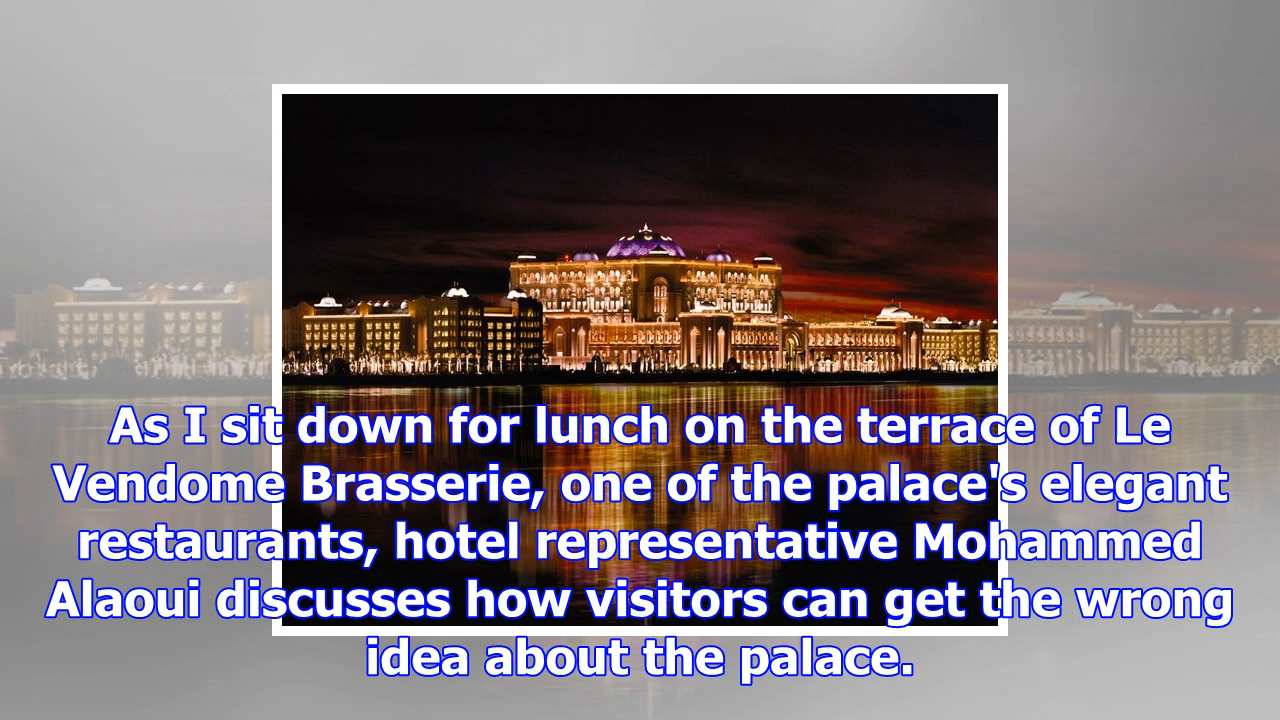 As I sit down for lunch on the terrace of Le
Vendome Brasserie, one of the palace's elegant
restaurants, hotel representative Mohammed
Alaoui discusses how visitors can get the wrong
idea about the palace.